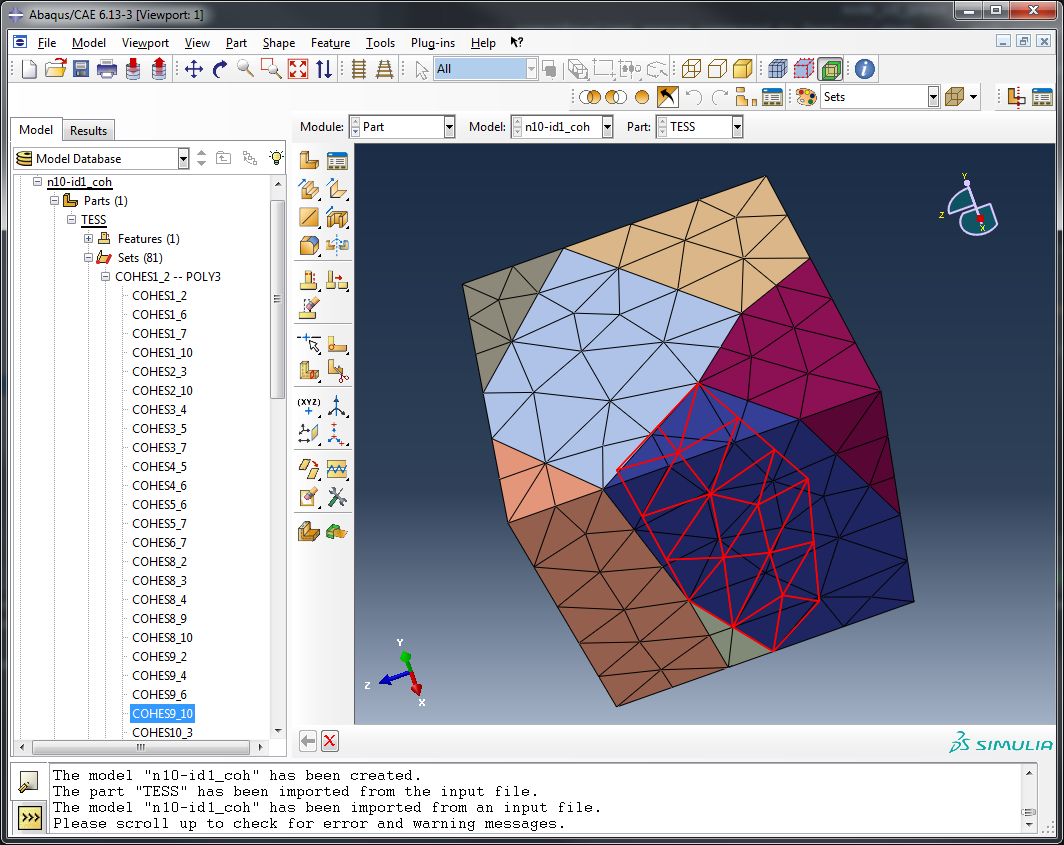 Abaqus/CAE 6.13-3 [Viewport: 1]
File Model Viewport View Part Shape Feature Tools Plug-ins Help
All
Sets
Model Results
Module: Part Model: n10-id1_coh Part: TESS
Model Database
n10-id1_coh
Parts (1)
TESS
Features (1)
Sets (81)
COHES1_2 -- POLY3
COHES1_2
COHES1_6
COHES1_7
COHES1_10
COHES2_3
COHES2_10
COHES3_4
COHES3_5
COHES3_7
COHES4_5
COHES4_6
COHES5_6
COHES5_7
COHES6_7
COHES8_2
COHES8_3
COHES8_4
COHES8_9
COHES8_10
COHES9_2
COHES9_4
COHES9_6
COHES9_10
COHES10_3
(XYZ)
Y
Z
X
Y
Z
X
SIMULIA
The model "n10-id1_coh" has been created.
The part "TESS" has been imported from the input file.
The model "n10-id1_coh" has been imported from an input file.
Please scroll up to check for error and warning messages.
>>>